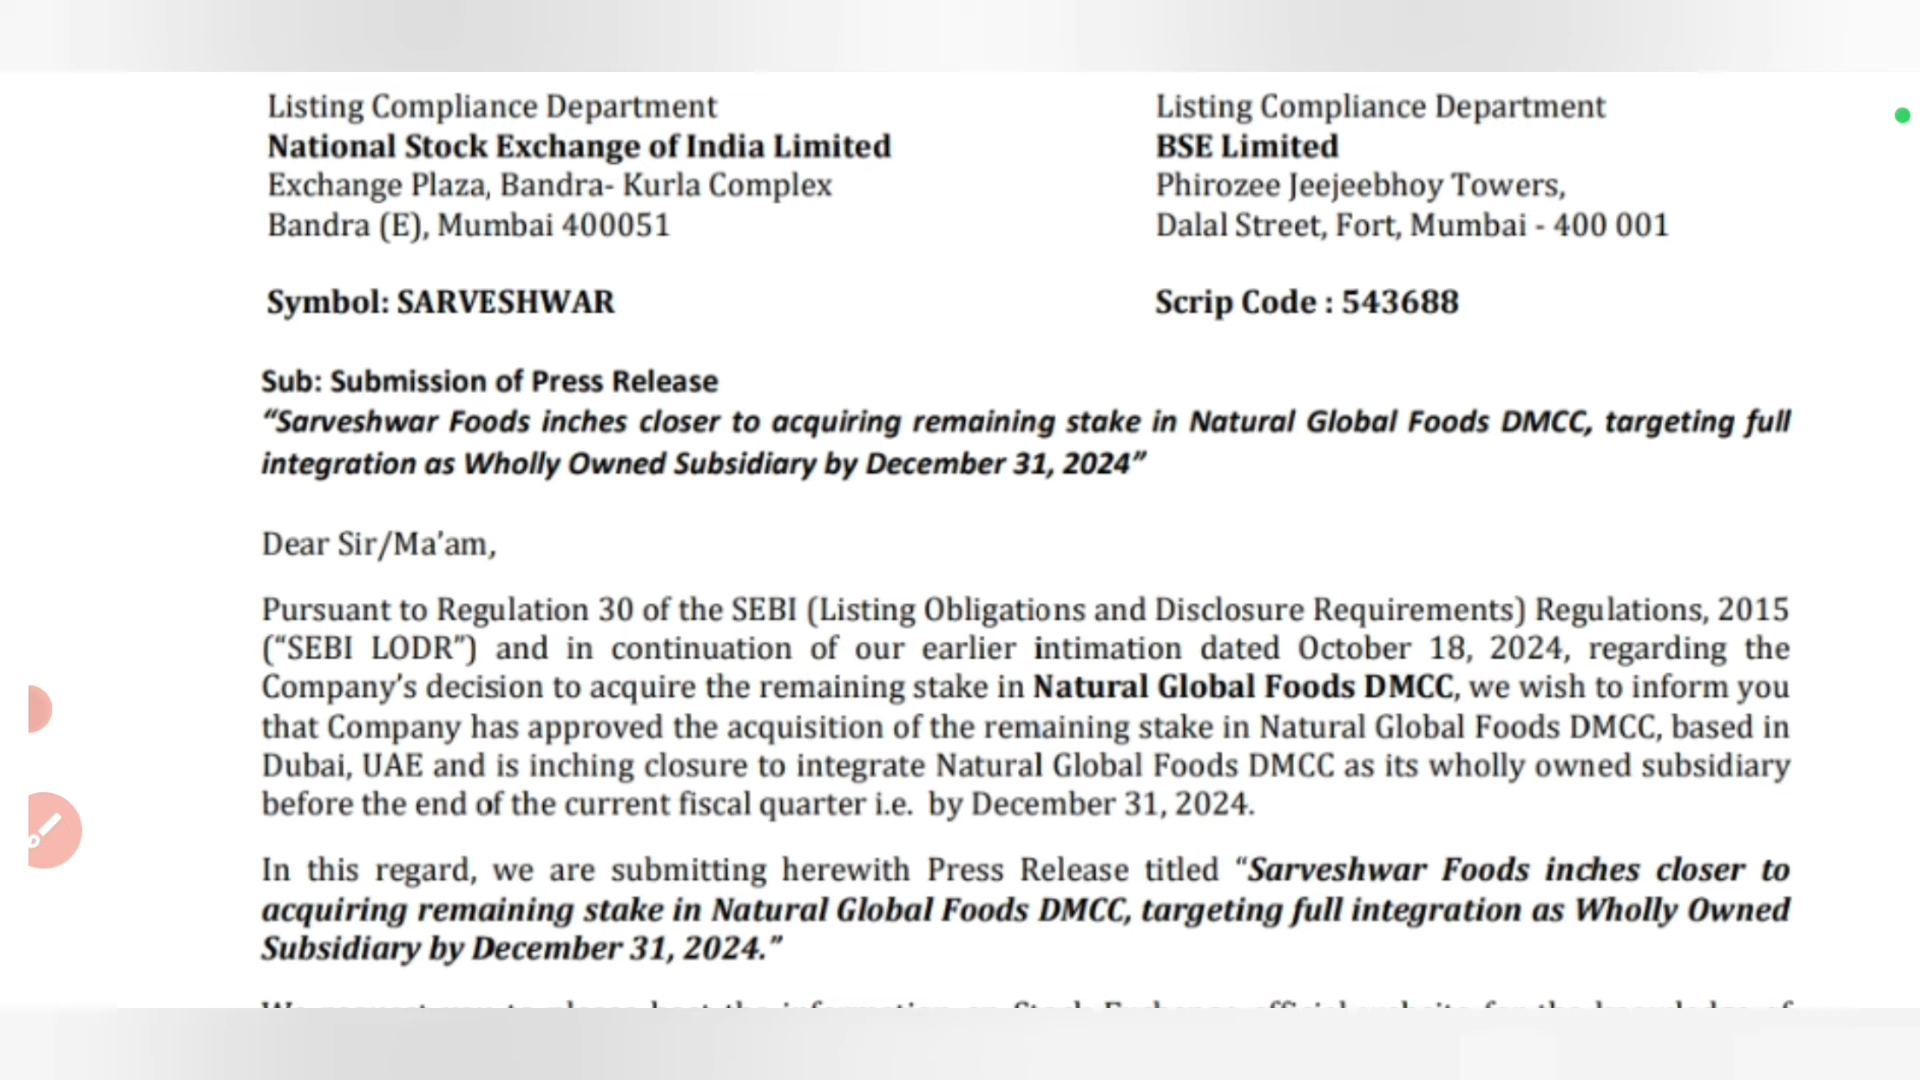 Listing Compliance Department
National Stock Exchange of India Limited
Exchange Plaza, Bandra- Kurla Complex
Bandra (E), Mumbai 400051
Symbol: SARVESHWAR
Listing Compliance Department
BSE Limited
Phirozee Jeejeebhoy Towers,
Dalal Street, Fort, Mumbai - 400 001
Scrip Code : 543688
Sub: Submission of Press Release
“Sarveshwar Foods inches closer to acquiring remaining stake in Natural Global Foods DMCC, targeting full
integration as Wholly Owned Subsidiary by December 31, 2024”
Dear Sir/Ma’am,
Pursuant to Regulation 30 of the SEBI (Listing Obligations and Disclosure Requirements) Regulations, 2015
(“SEBI LODR”) and in continuation of our earlier intimation dated October 18, 2024, regarding the
Company’s decision to acquire the remaining stake in Natural Global Foods DMCC, we wish to inform you
that Company has approved the acquisition of the remaining stake in Natural Global Foods DMCC, based in
Dubai, UAE and is inching closure to integrate Natural Global Foods DMCC as its wholly owned subsidiary
before the end of the current fiscal quarter i.e. by December 31, 2024.
In this regard, we are submitting herewith Press Release titled “Sarveshwar Foods inches closer to
acquiring remaining stake in Natural Global Foods DMCC, targeting full integration as Wholly Owned
Subsidiary by December 31, 2024.”